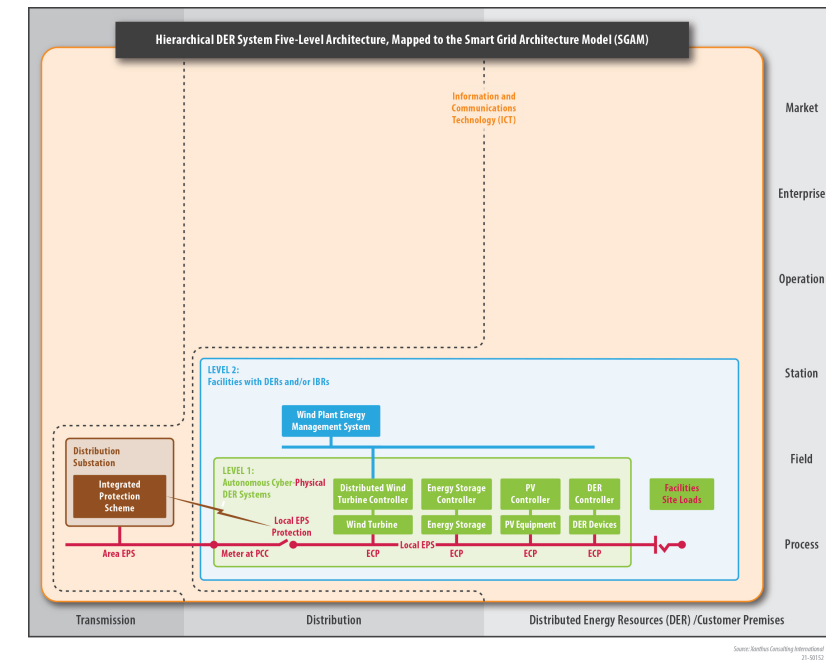 Hierarchical DER System Five-Level Architecture, Mapped to the Smart Grid Architecture Model (SGAM)
Information and
Communications
Technology (ICT)
Market
Enterprise
Operation
Station
Field
Process
LEVEL 2:
Facilities with DERs and/or IBRs
Wind Plant Energy
Management System
Distribution
Substation
Integrated
Protection
Scheme
LEVEL 1:
Autonomous Cyber-Physical
DER Systems
Distributed Wind
Turbine Controller
Energy Storage
Controller
PV
Controller
DER
Controller
Facilities
Site Loads
Local EPS
Protection
Wind Turbine
Energy Storage
PV Equipment
DER Devices
Area EPS
Meter at PCC
Local EPS
ECP
ECP
ECP
ECP
Transmission
Distribution
Distributed Energy Resources (DER) /Customer Premises
Source: Xanthus Consulting International
21-50152